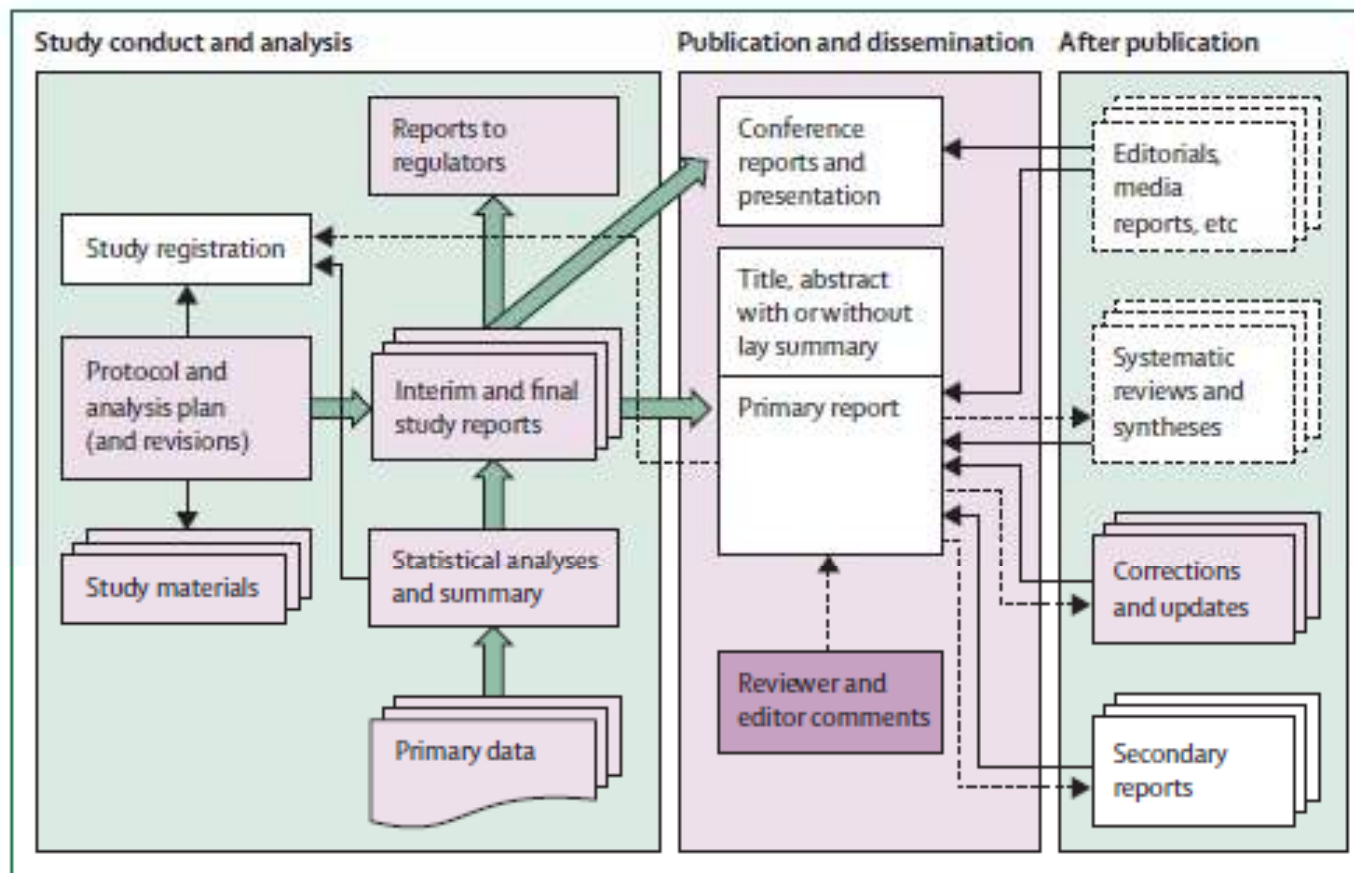 Study conduct and analysis
Reports to
regulators
Study registration
Protocol and
analysis plan
(and revisions)
Interim and final
study reports
Study materials
Statistical analyses
and summary
Primary data
Publication and dissemination
Conference
reports and
presentation
Title, abstract
with or without
lay summary
Primary report
Reviewer and
editor comments
After publication
Editorials,
media
reports, etc
Systematic
reviews and
syntheses
Corrections
and updates
Secondary
reports